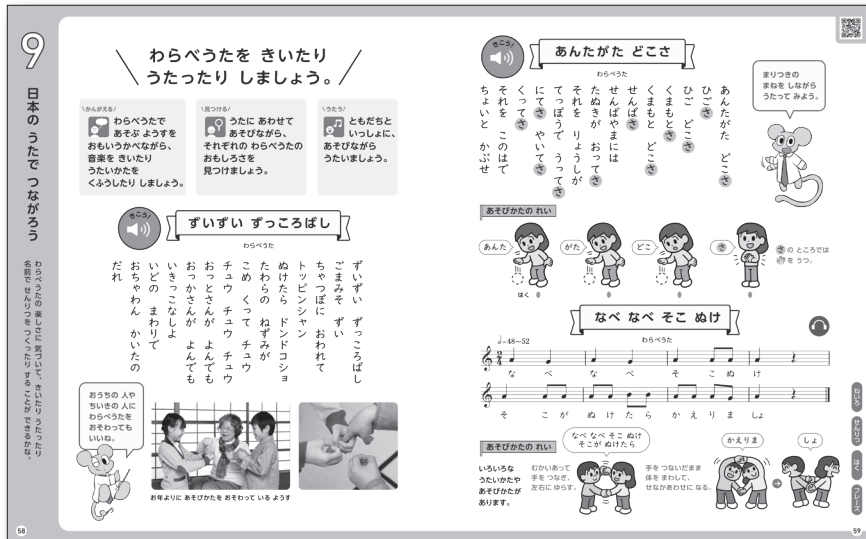 9
日本の うたで つながろう
わらべうたの 楽しさに 気づいて、きいたり うたったり
名前で せんりつを つくったり する ことが できるかな。
わらべうたを きいたり
うたったり しましょう。
かんがえる
わらべうたで
あそぶ ようすを
おもいうかべながら、
音楽を きいたり
うたいかたを
くふうしたり しましょう。
見つける
うたに あわせて
あそびながら、
それぞれの わらべうたの
おもしろさを
見つけましょう。
うたう
ともだちと
いっしょに、
あそびながら
うたいましょう。
きこう!
ずいずい ずっころばし
わらべうた
ずいずい ずっころばし
ごまみそ ずい
ちゃつぼに おわれて
トッピンシャン
ぬけたら ドンドコショ
たわらの ねずみが
こめ くって チュウ
チュウ チュウ チュウ
おっとさんが よんでも
おっかさんが よんでも
いきっこなしよ
いどの まわりで
おちゃわん かいたの
だれ
おうちの 人や
ちいきの 人に
わらべうたを
おそわっても
いいね。
お年よりに あそびかたを おそわって いる ようす
58
きこう!
あんたがた どこさ
わらべうた
まりつきの
まねを しながら
うたって みよう。
あんたがた どこさ
ひごさ
ひご どこさ
くまもとさ
くまもと どこさ
せんばさ
せんばやまには
たぬきが おってさ
それを りょうしが
てっぽうで うってさ
にてさ やいてさ
くってさ
それを このはで
ちょいと かぶせ
あそびかたの れい
あんた
がた
どこ
さ
さの ところでは
を うつ。
はく
なべ なべ そこ ぬけ
わらべうた
♩=48~52
2
4
な べ な べ そ こ ぬ け
そ こ が ぬ け た ら か え り ま しょ
あそびかたの れい
いろいろな
うたいかたや
あそびかたが
あります。
なべ なべ そこ ぬけ
そこが ぬけたら
むかいあって
手を つなぎ、
左右に ゆらす。
かえりま
しょ
手を つないだまま
体を まわして、
せなかあわせに なる。
ねいろ
せんりつ
はく
フレーズ
59